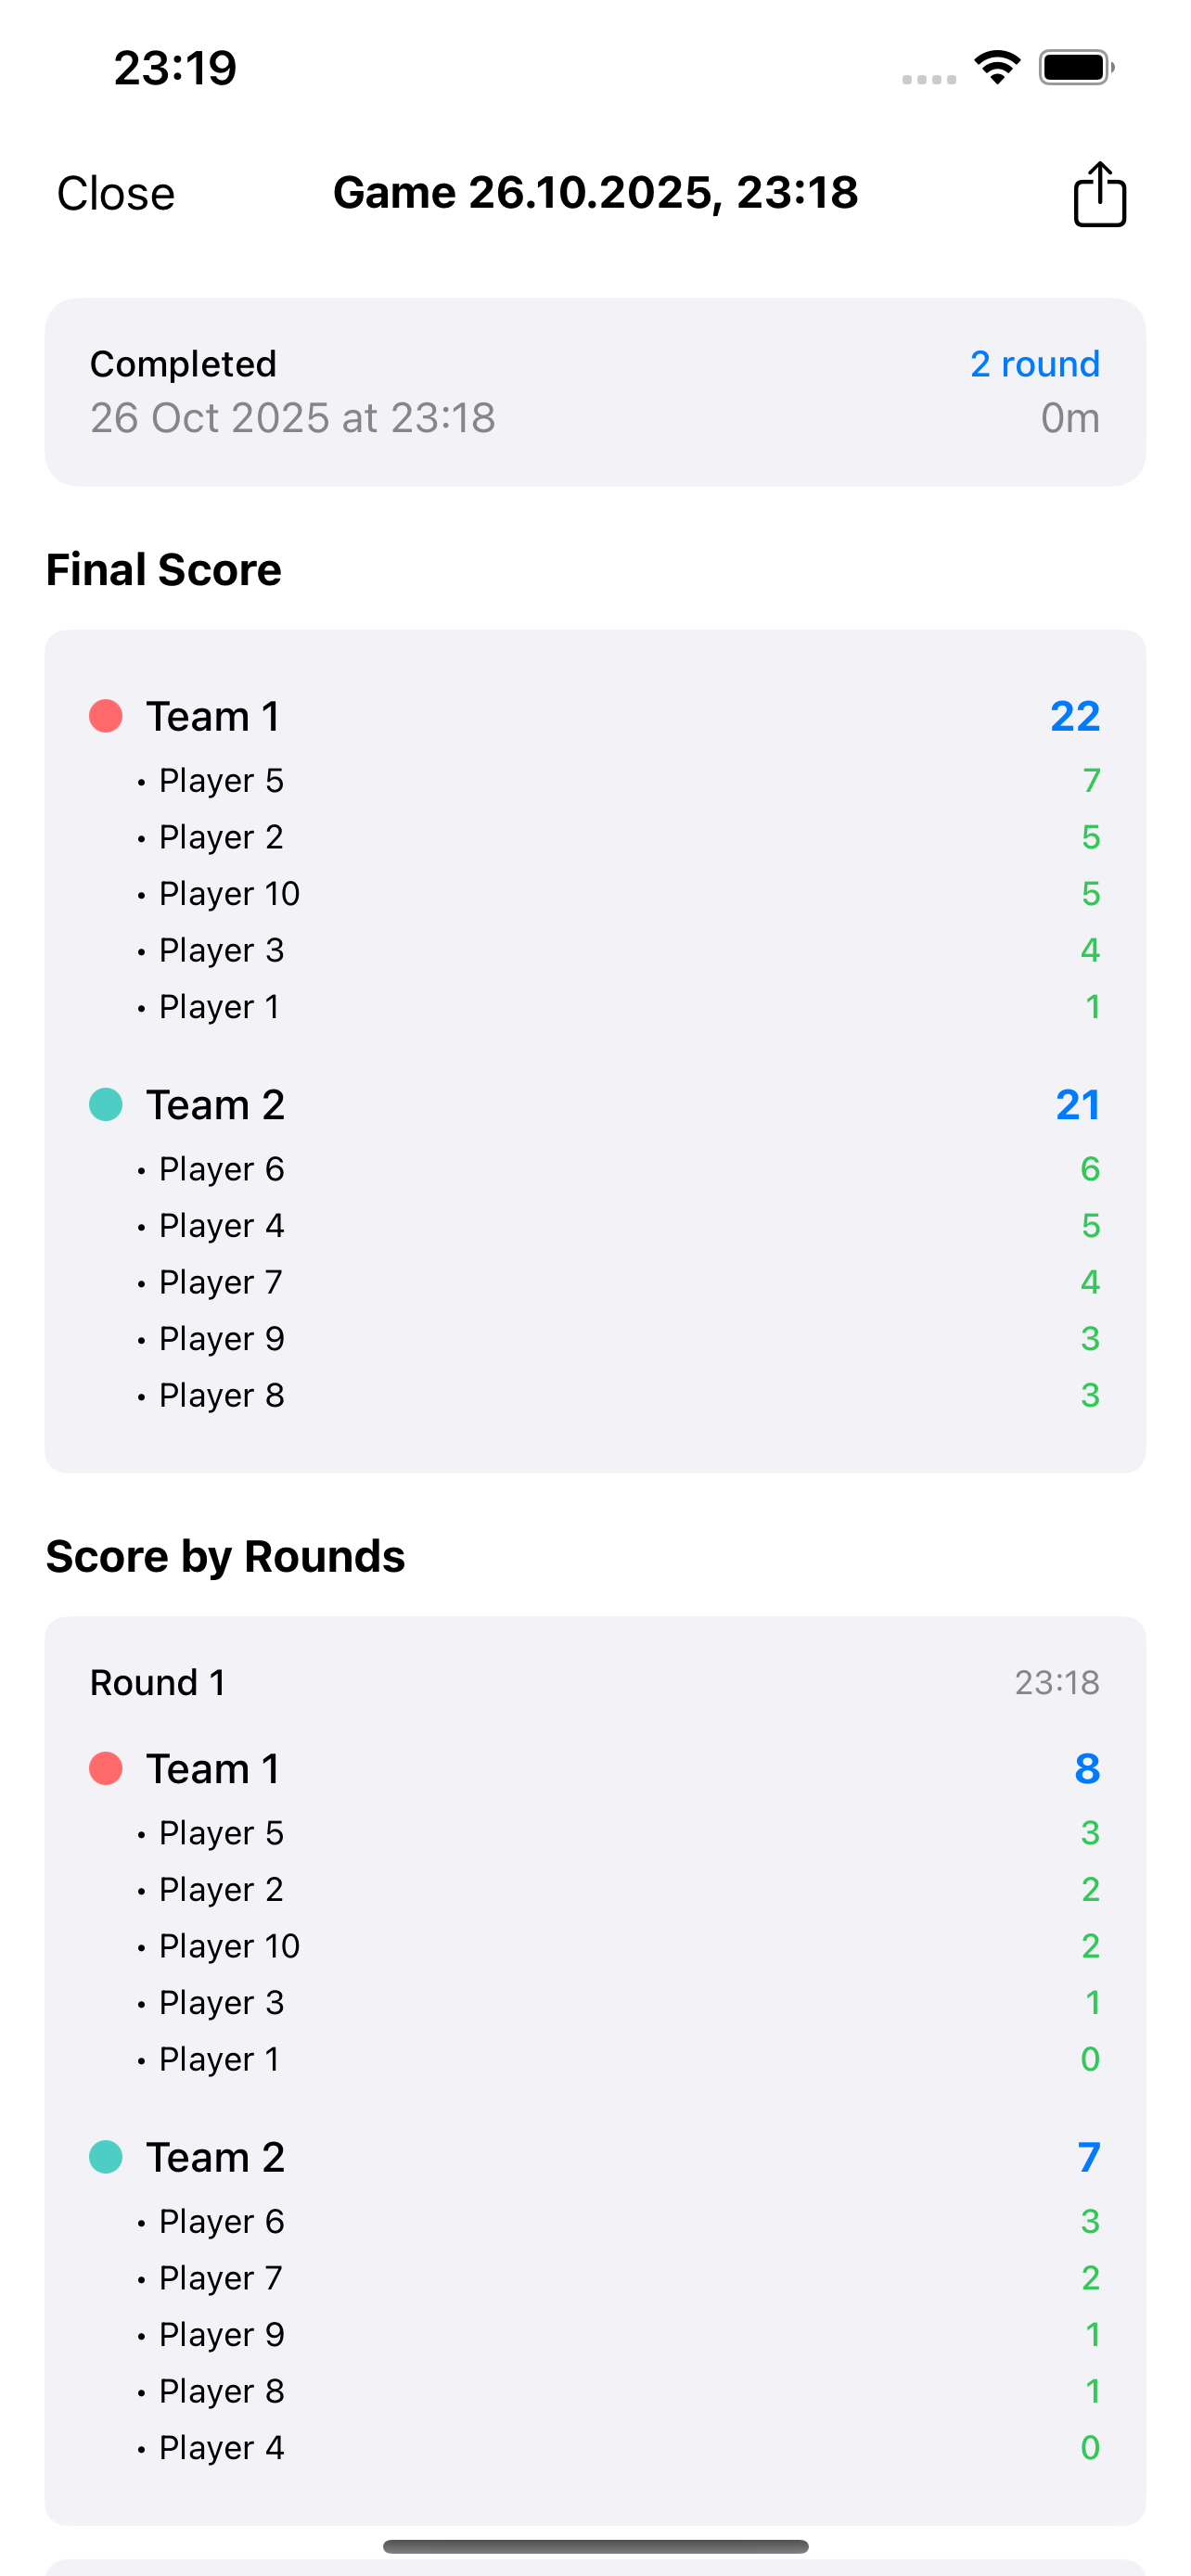 23:19
Close
Game 26.10.2025, 23:18
Completed
2 round
26 Oct 2025 at 23:18
0m
Final Score
Team 1 22
• Player 5 7
• Player 2 5
• Player 10 5
• Player 3 4
• Player 1 1
Team 2 21
• Player 6 6
• Player 4 5
• Player 7 4
• Player 9 3
• Player 8 3
Score by Rounds
Round 1 23:18
Team 1 8
• Player 5 3
• Player 2 2
• Player 10 2
• Player 3 1
• Player 1 0
Team 2 7
• Player 6 3
• Player 7 2
• Player 9 1
• Player 8 1
• Player 4 0